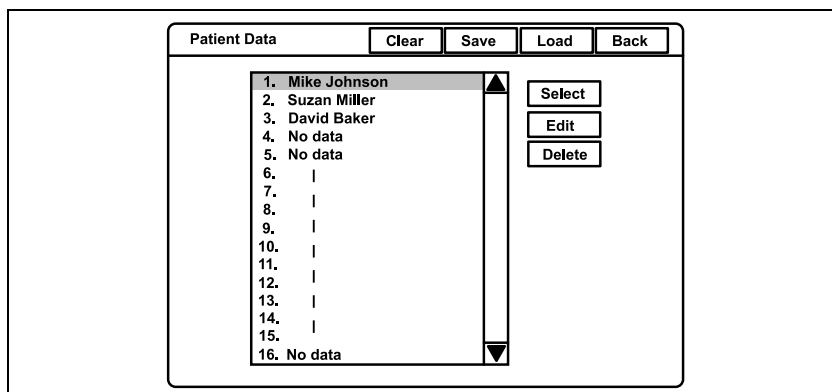 Patient Data Clear Save Load Back
1. Mike Johnson
2. Suzan Miller
3. David Baker
4. No data
5. No data
6.
7.
8.
9.
10.
11.
12.
13.
14.
15.
16. No data
Select
Edit
Delete